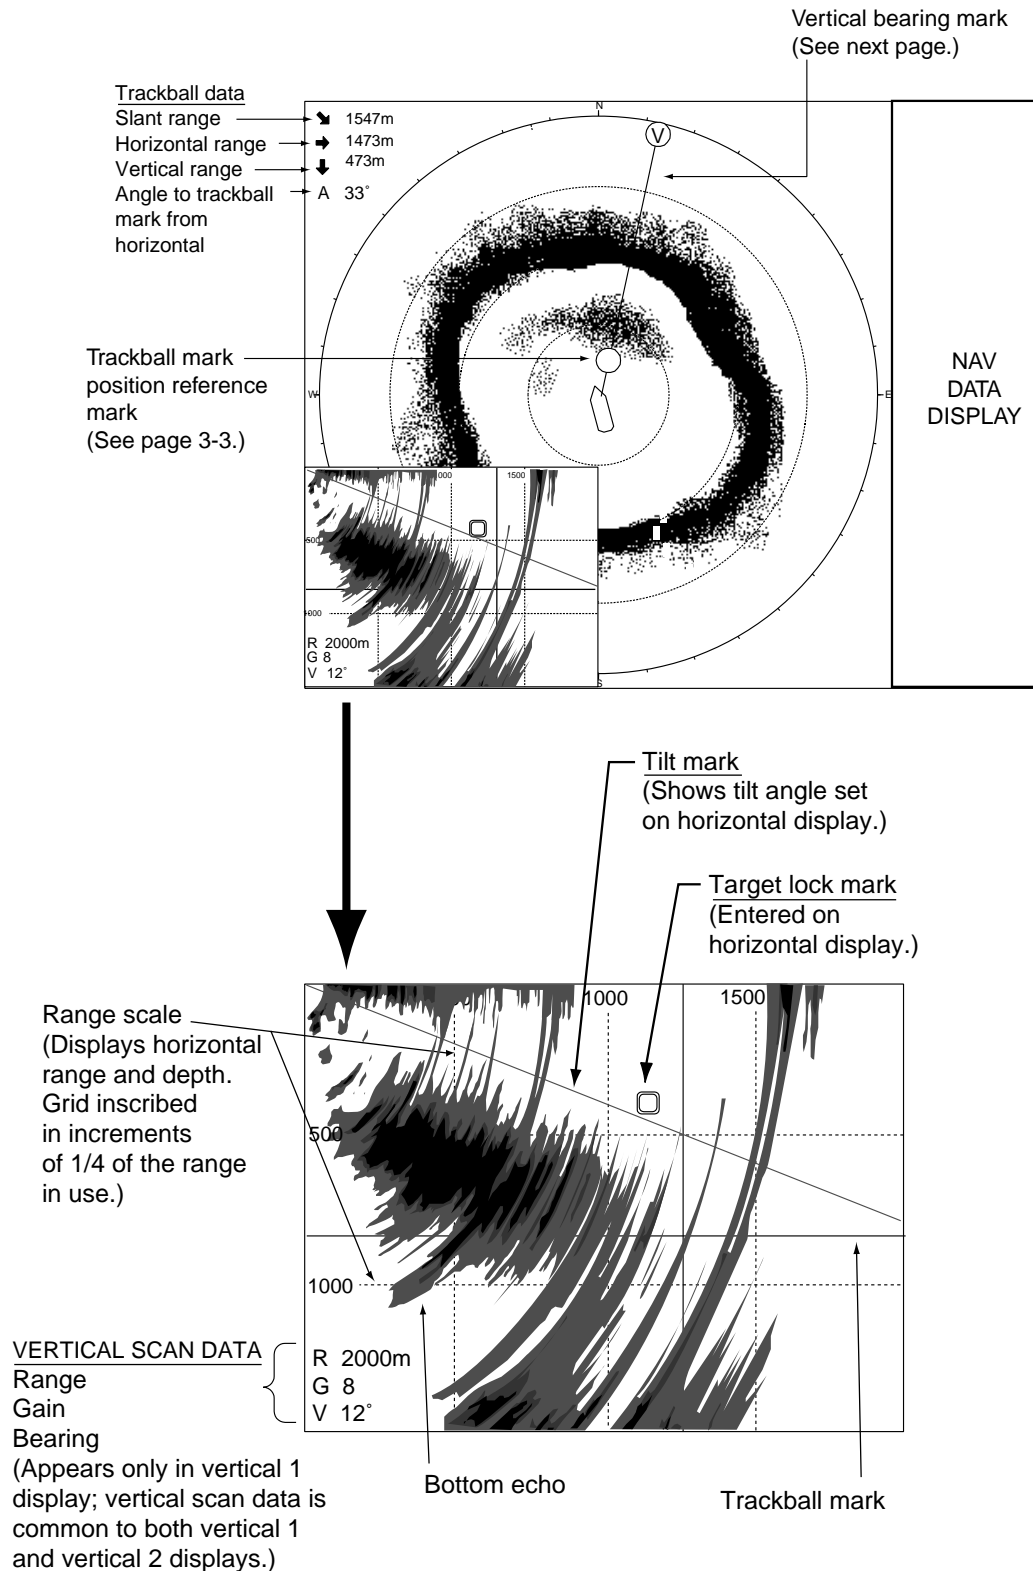 Vertical bearing mark
(See next page.)
Trackball data
Slant range
1547m
Horizontal range
1473m
Vertical range
473m
Angle to trackball
mark from
horizontal
A 33°
N
V
W
E
S
Trackball mark
position reference
mark
(See page 3-3.)
NAV
DATA
DISPLAY
1500
R 2000m
G 8
V 12°
Tilt mark
(Shows tilt angle set
on horizontal display.)
Target lock mark
(Entered on
horizontal display.)
Range scale
(Displays horizontal
range and depth.
Grid inscribed
in increments
of 1/4 of the range
in use.)
1000
1500
500
1000
VERTICAL SCAN DATA
Range
Gain
Bearing
(Appears only in vertical 1
display; vertical scan data is
common to both vertical 1
and vertical 2 displays.)
R 2000m
G 8
V 12°
Bottom echo
Trackball mark